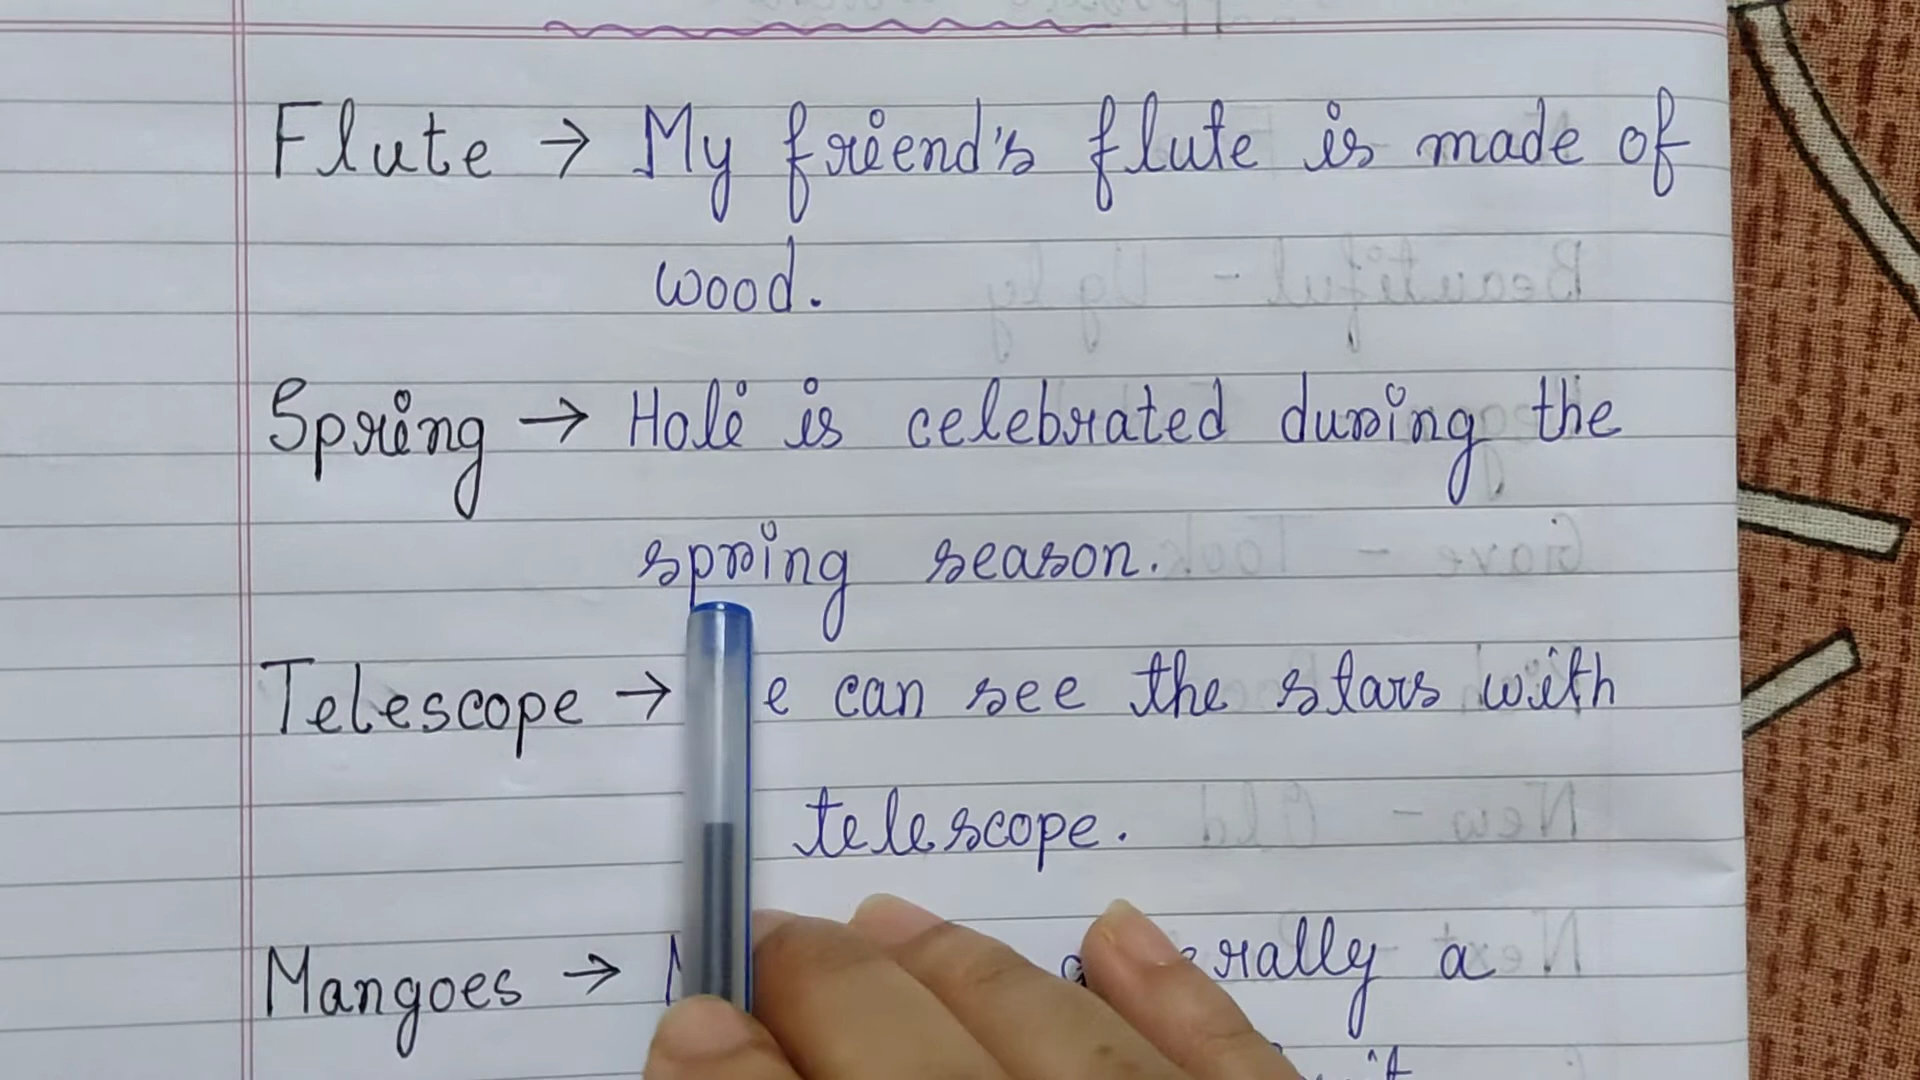 Flute → My friend's flute is made of
wood.
Spring → Holi is celebrated during the
spring season.
Telescope → can see the stars with
telescope.
Mangoes → a